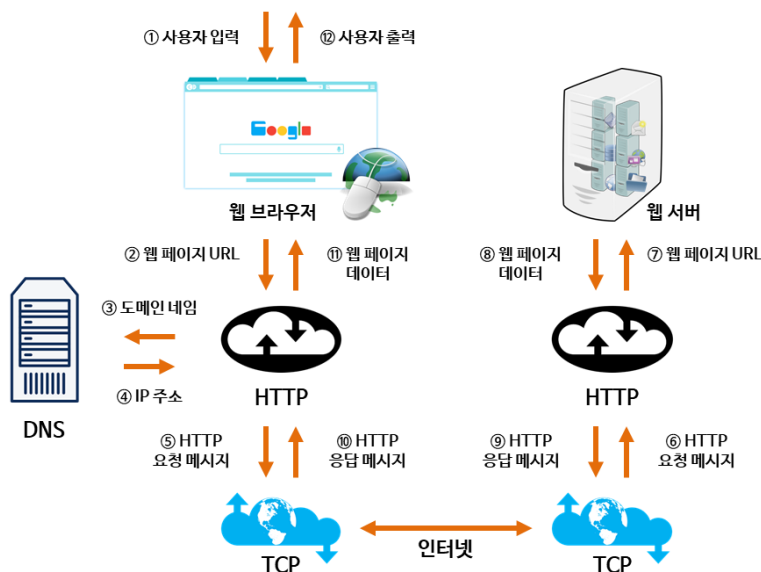 ① 사용자 입력
⑫ 사용자 출력
Google
웹 브라우저
웹 서버
② 웹 페이지 URL
⑪ 웹 페이지
데이터
⑧ 웹 페이지
데이터
⑦ 웹 페이지 URL
③ 도메인 네임
④ IP 주소
DNS
HTTP
HTTP
⑤ HTTP
요청 메시지
⑩ HTTP
응답 메시지
⑨ HTTP
응답 메시지
⑥ HTTP
요청 메시지
인터넷
TCP
TCP